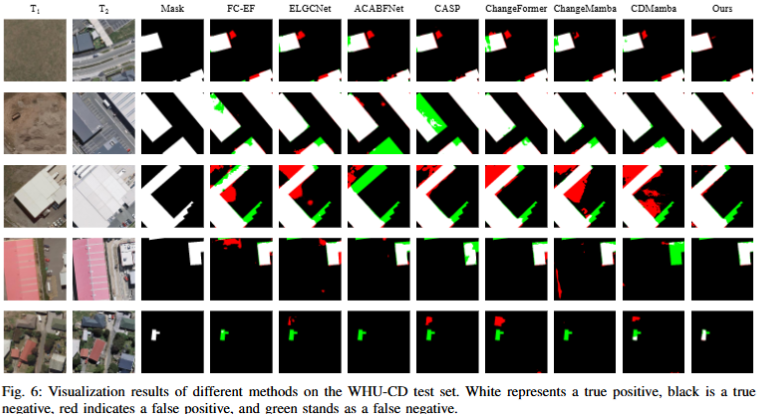 T1 T2 Mask FC-EF ELGCNet ACABFNet CASP ChangeFormer ChangeMamba CDMamba Ours
Fig. 6: Visualization results of different methods on the WHU-CD test set. White represents a true positive, black is a true
negative, red indicates a false positive, and green stands as a false negative.